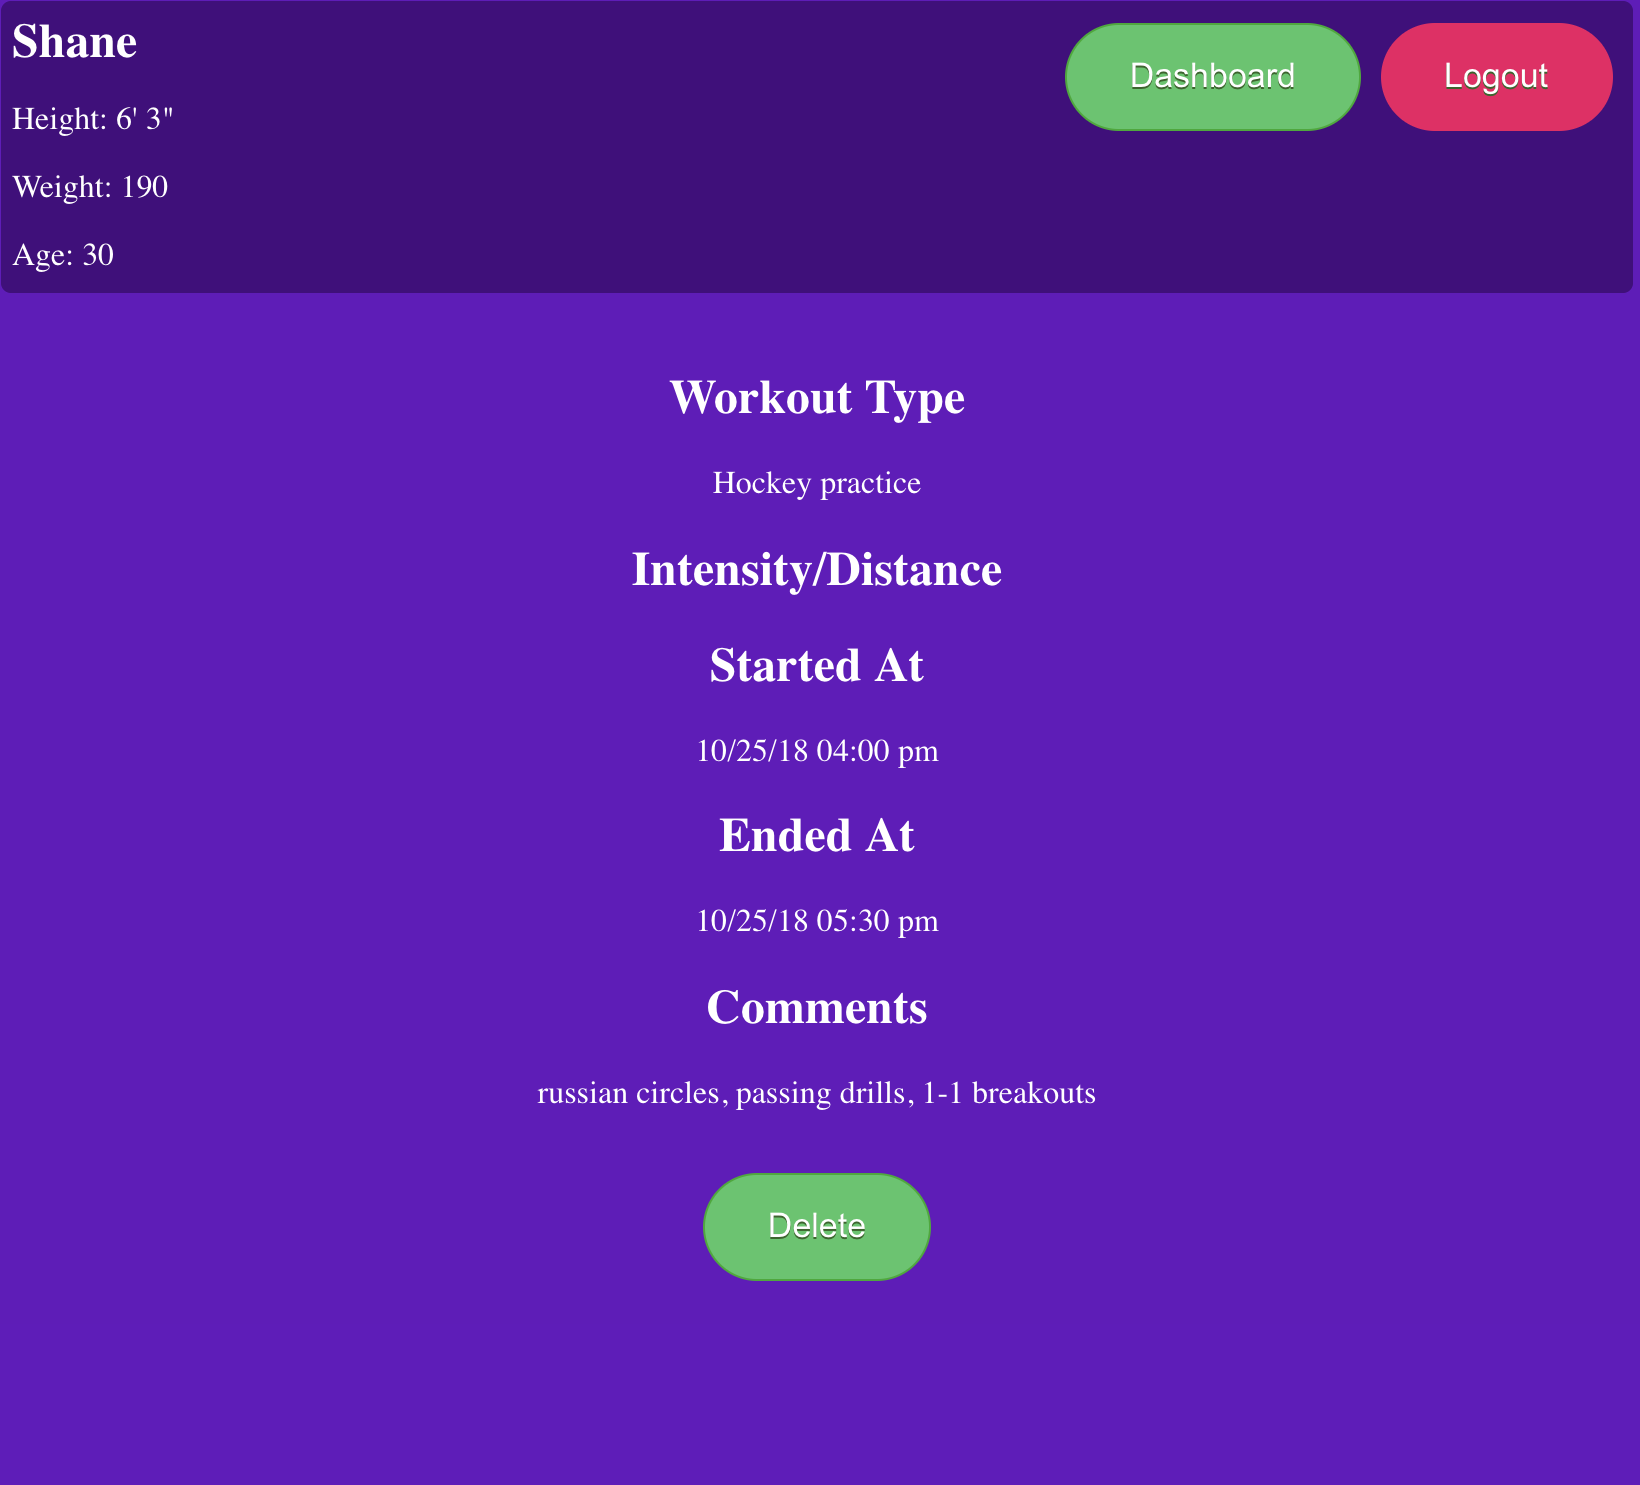 Shane
Dashboard
Logout
Height: 6' 3"
Weight: 190
Age: 30
Workout Type
Hockey practice
Intensity/Distance
Started At
10/25/18 04:00 pm
Ended At
10/25/18 05:30 pm
Comments
russian circles, passing drills, 1-1 breakouts
Delete